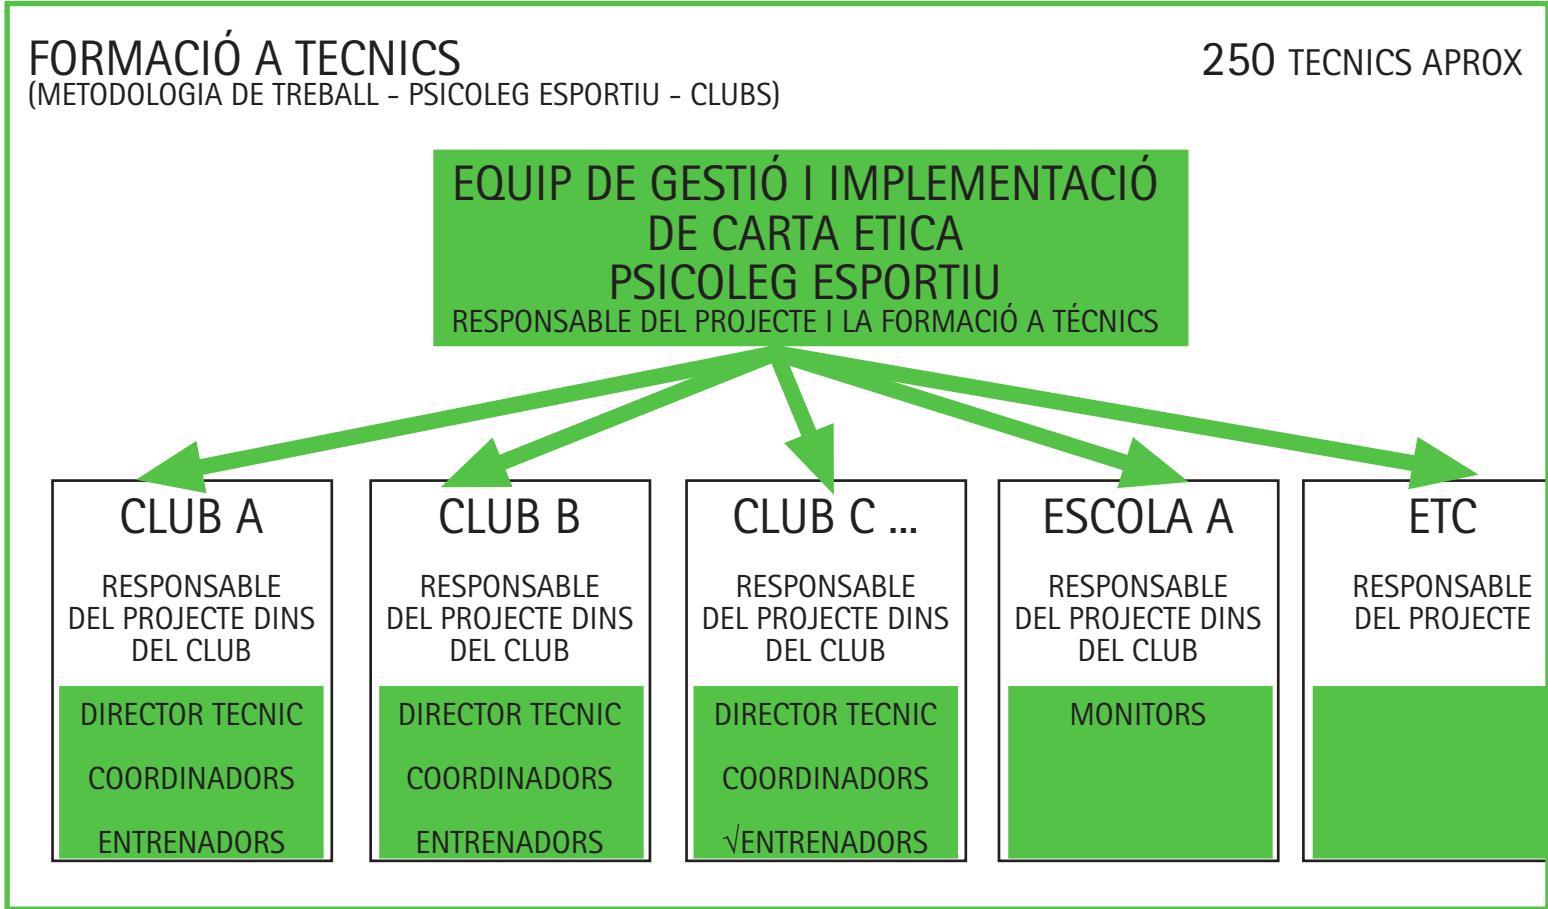 FORMACIÓ A TECNICS
250 TECNICS APROX
(METODOLOGIA DE TREBALL - PSICOLEG ESPORTIU - CLUBS)
EQUIP DE GESTIÓ I IMPLEMENTACIÓ
DE CARTA ETICA
PSICOLEG ESPORTIU
RESPONSABLE DEL PROJECTE I LA FORMACIÓ A TÉCNICS
CLUB A
RESPONSABLE
DEL PROJECTE DINS
DEL CLUB
DIRECTOR TECNIC
COORDINADORS
ENTRENADORS
CLUB B
RESPONSABLE
DEL PROJECTE DINS
DEL CLUB
DIRECTOR TECNIC
COORDINADORS
ENTRENADORS
CLUB C ...
RESPONSABLE
DEL PROJECTE DINS
DEL CLUB
DIRECTOR TECNIC
COORDINADORS
√ENTRENADORS
ESCOLA A
RESPONSABLE
DEL PROJECTE DINS
DEL CLUB
MONITORS
ETC
RESPONSABLE
DEL PROJECTE